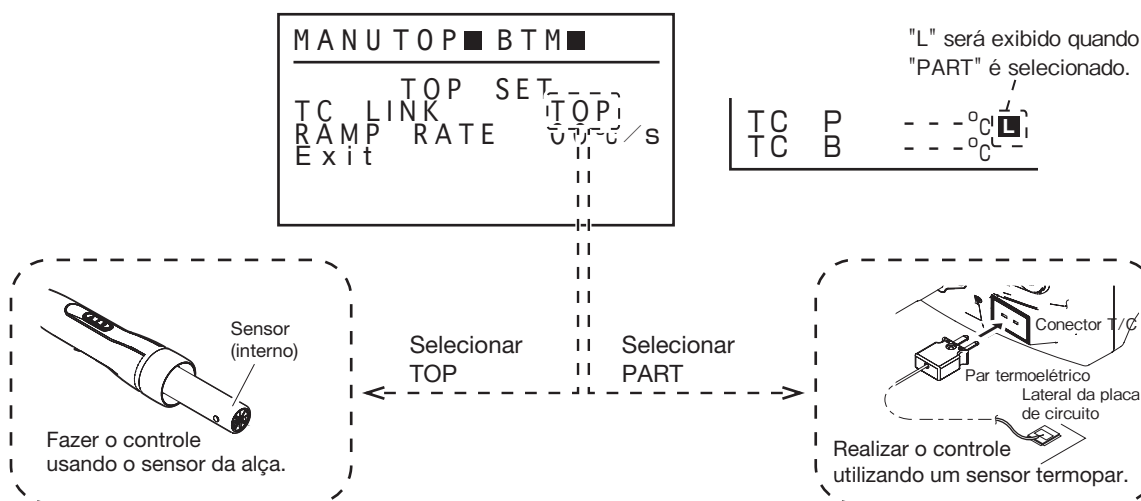 MANU TOP■ BTM■
"L" será exibido quando
"PART" é selecionado.
TOP SET
TC LINK TOP
RAMP RATE 00℃/s
Exit
TC P ---℃ L
TC B ---℃
Sensor
(interno)
Selecionar
TOP
Selecionar
PART
Conector T/C
Par termoelétrico
Lateral da placa
de circuito
Fazer o controle
usando o sensor da alça.
Realizar o controle
utilizando um sensor termopar.